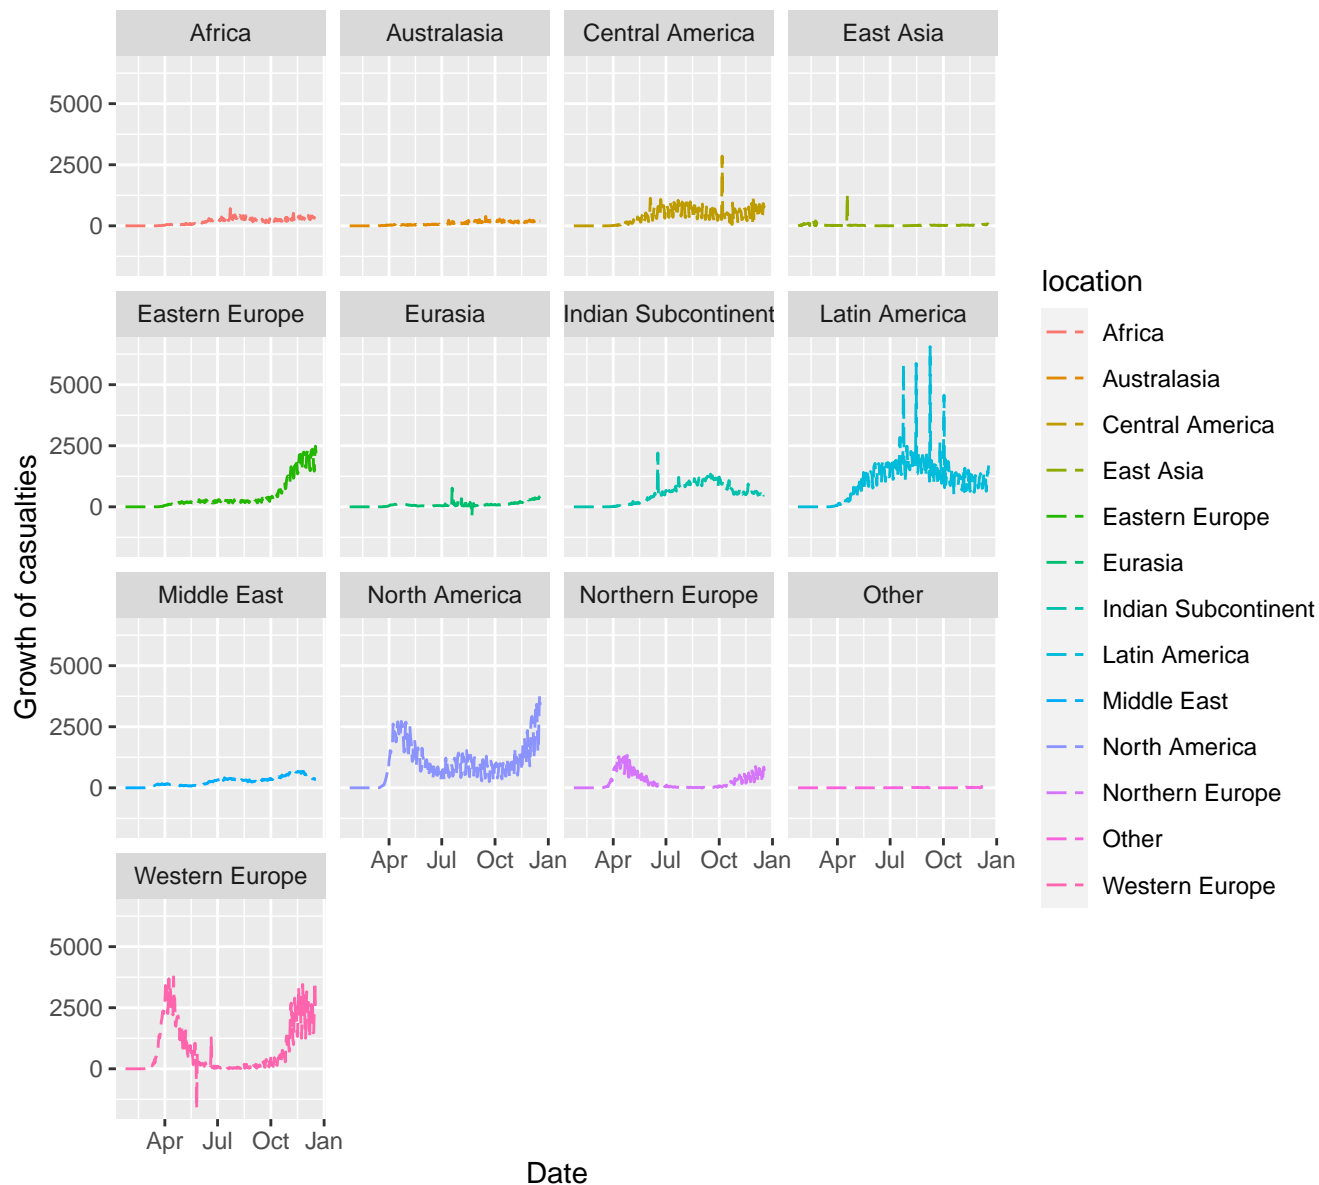 Africa Australasia Central America East Asia
5000
2500
0
Eastern Europe Eurasia Indian Subcontinent Latin America
5000
2500
0
Middle East North America Northern Europe Other
5000
2500
0
Apr Jul Oct Jan Apr Jul Oct Jan Apr Jul Oct Jan
Western Europe
5000
2500
0
Apr Jul Oct Jan
Date
Growth of casualties
location
Africa
Australasia
Central America
East Asia
Eastern Europe
Eurasia
Indian Subcontinent
Latin America
Middle East
North America
Northern Europe
Other
Western Europe